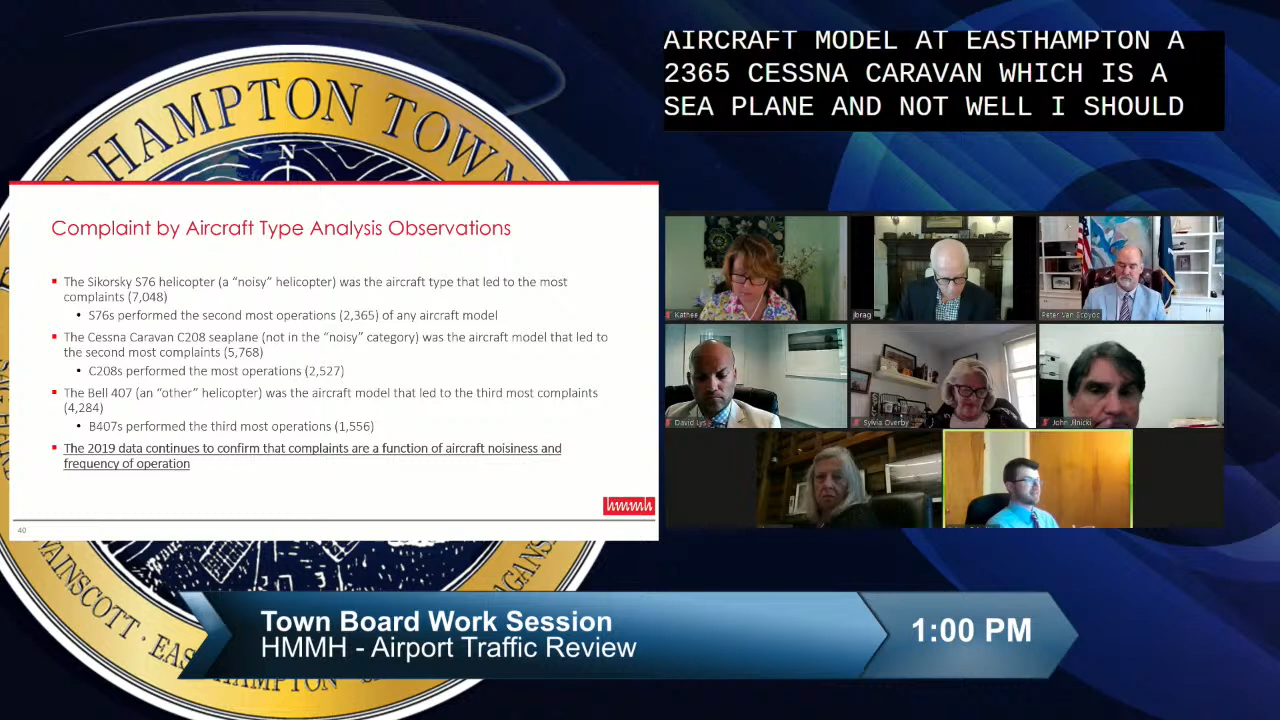 AIRCRAFT MODEL AT EASTHAMPTON A
2365 CESSNA CARAVAN WHICH IS A
SEA PLANE AND NOT WELL I SHOULD
HAMPTON TOWN
N
Complaint by Aircraft Type Analysis Observations
The Sikorsky S76 helicopter (a “noisy” helicopter) was the aircraft type that led to the most
complaints (7,048)
• S76s performed the second most operations (2,365) of any aircraft model
The Cessna Caravan C208 seaplane (not in the “noisy” category) was the aircraft model that led to
the second most complaints (5,768)
• C208s performed the most operations (2,527)
The Bell 407 (an “other” helicopter) was the aircraft model that led to the third most complaints
(4,284)
• B407s performed the third most operations (1,556)
The 2019 data continues to confirm that complaints are a function of aircraft noisiness and
frequency of operation
hmmh
40
Kathee
jbrag
Peter Van Scoyoc
David Lys
Sylvia Overby
John Jilnicki
WAINSCOTT · EAS
HAMPTON
Town Board Work Session
HMMH - Airport Traffic Review
1:00 PM